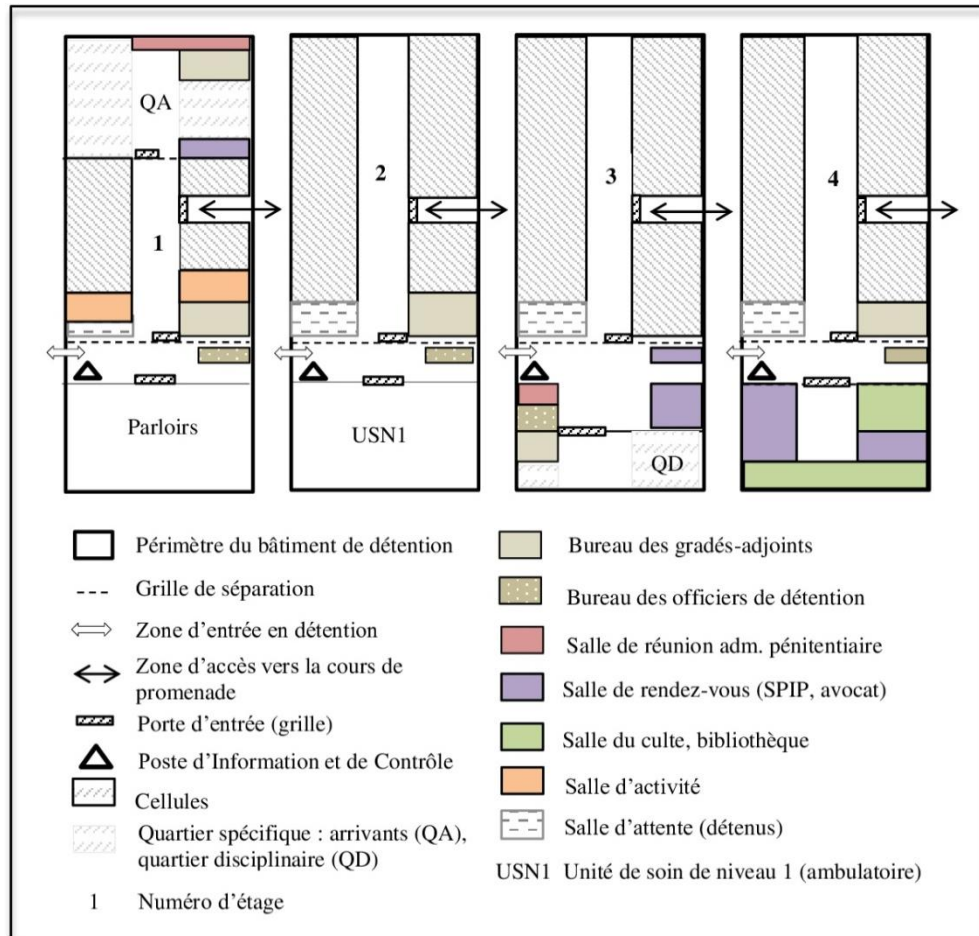 QA
1
2
3
4
Parloirs
USN1
QD
Périmètre du bâtiment de détention
Grille de séparation
Zone d'entrée en détention
Zone d'accès vers la cours de
promenade
Porte d'entrée (grille)
Poste d'Information et de Contrôle
Cellules
Quartier spécifique : arrivants (QA),
quartier disciplinaire (QD)
1 Numéro d'étage
Bureau des gradés-adjoints
Bureau des officiers de détention
Salle de réunion adm. pénitentiaire
Salle de rendez-vous (SPIP, avocat)
Salle du culte, bibliothèque
Salle d'activité
Salle d'attente (détenus)
USN1 Unité de soin de niveau 1 (ambulatoire)